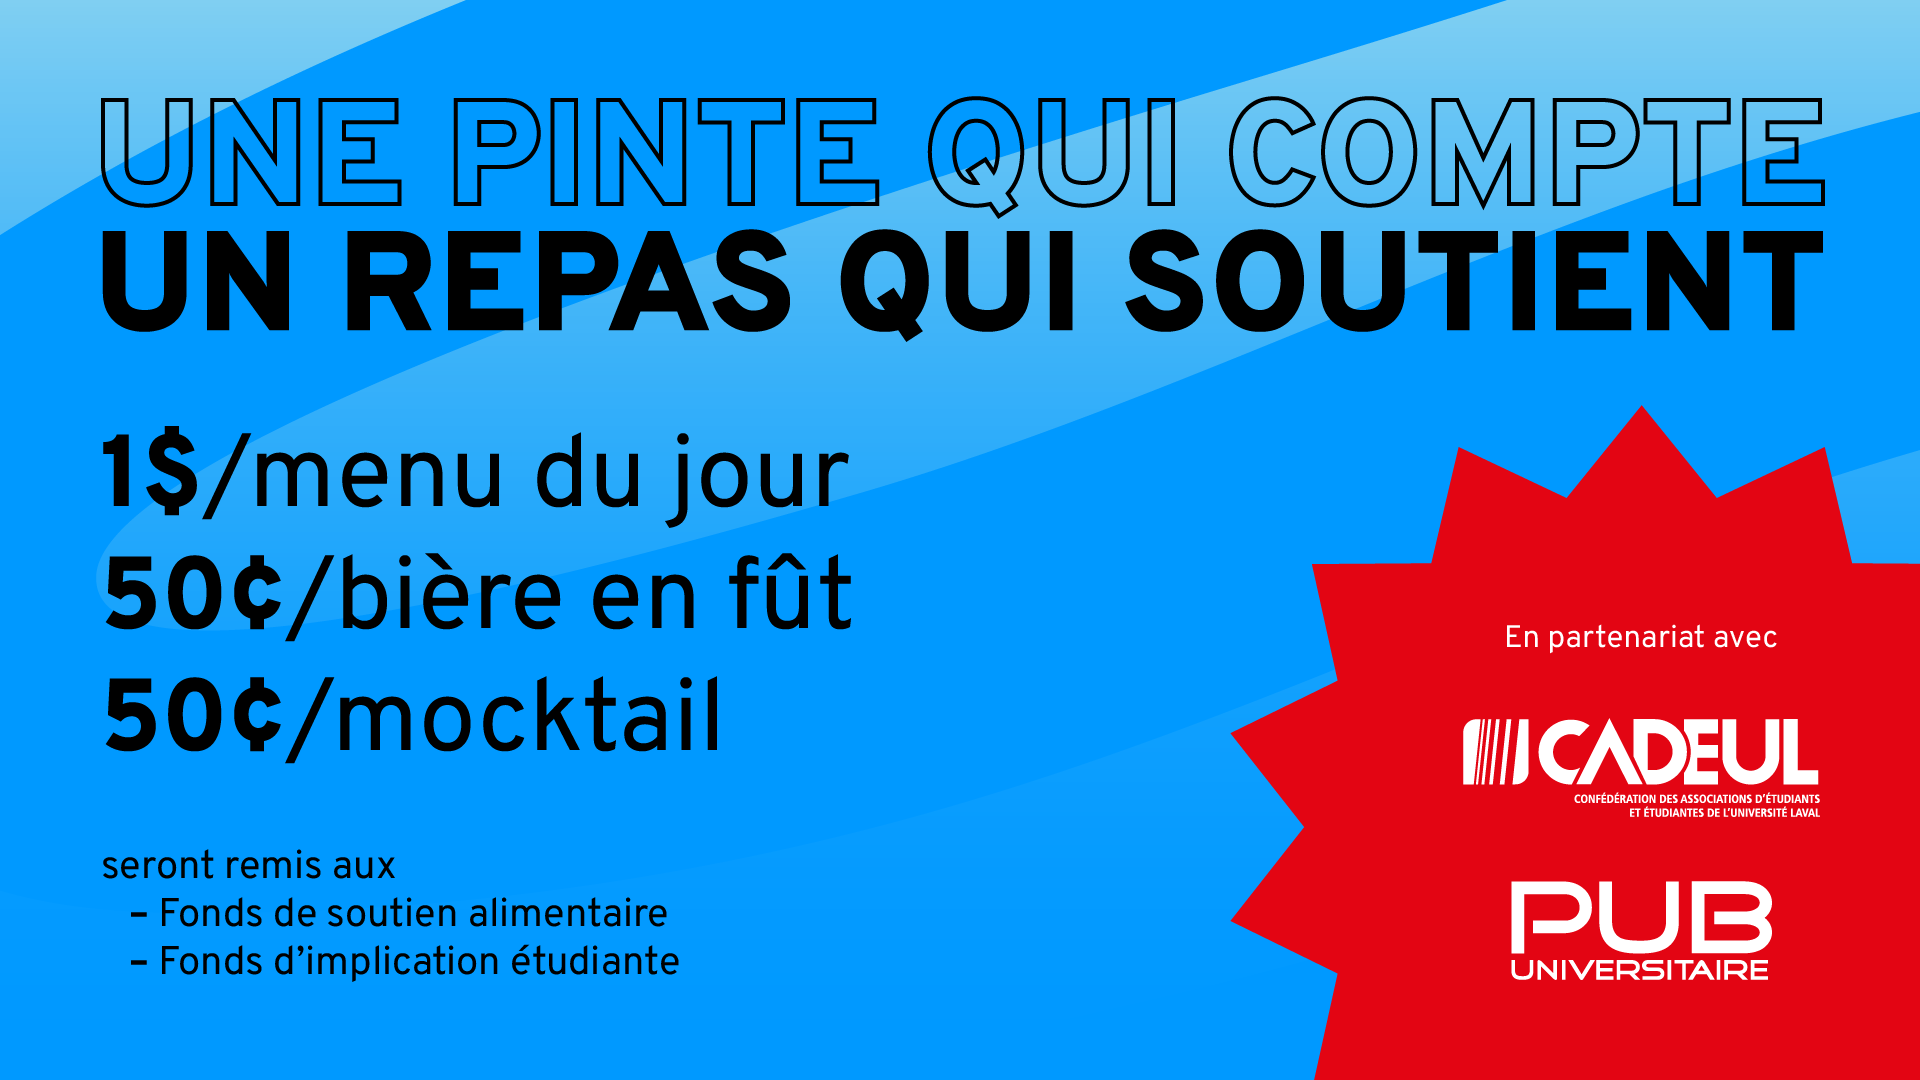 UNE PINTE QUI COMPTE
UN REPAS QUI SOUTIENT
1$/menu du jour
50¢/bière en fût
50¢/mocktail
seront remis aux
– Fonds de soutien alimentaire
– Fonds d’implication étudiante
En partenariat avec
CADEUL
CONFÉDÉRATION DES ASSOCIATIONS D’ÉTUDIANTS
ET ÉTUDIANTES DE L’UNIVERSITÉ LAVAL
PUB
UNIVERSITAIRE